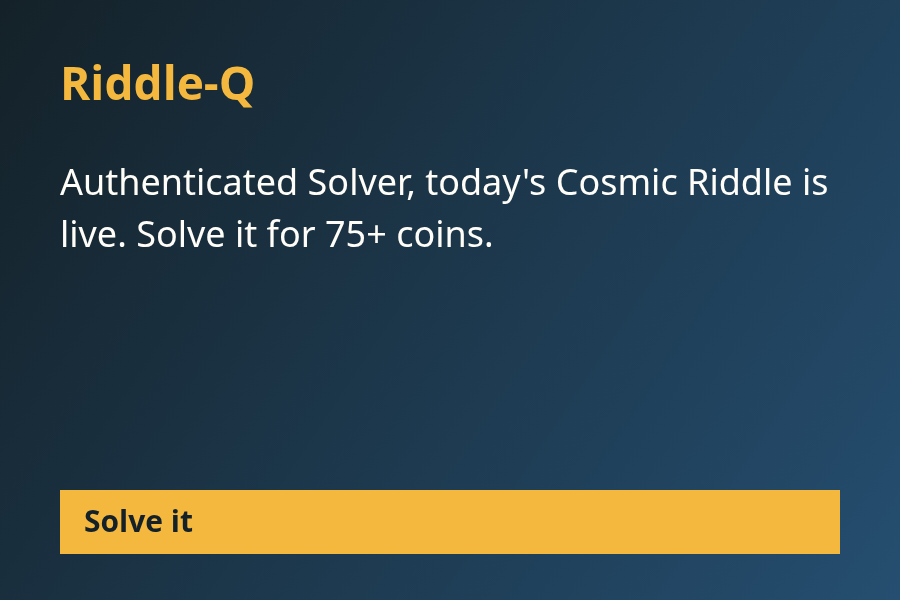 Riddle-Q
Authenticated Solver, today's Cosmic Riddle is
live. Solve it for 75+ coins.
Solve it